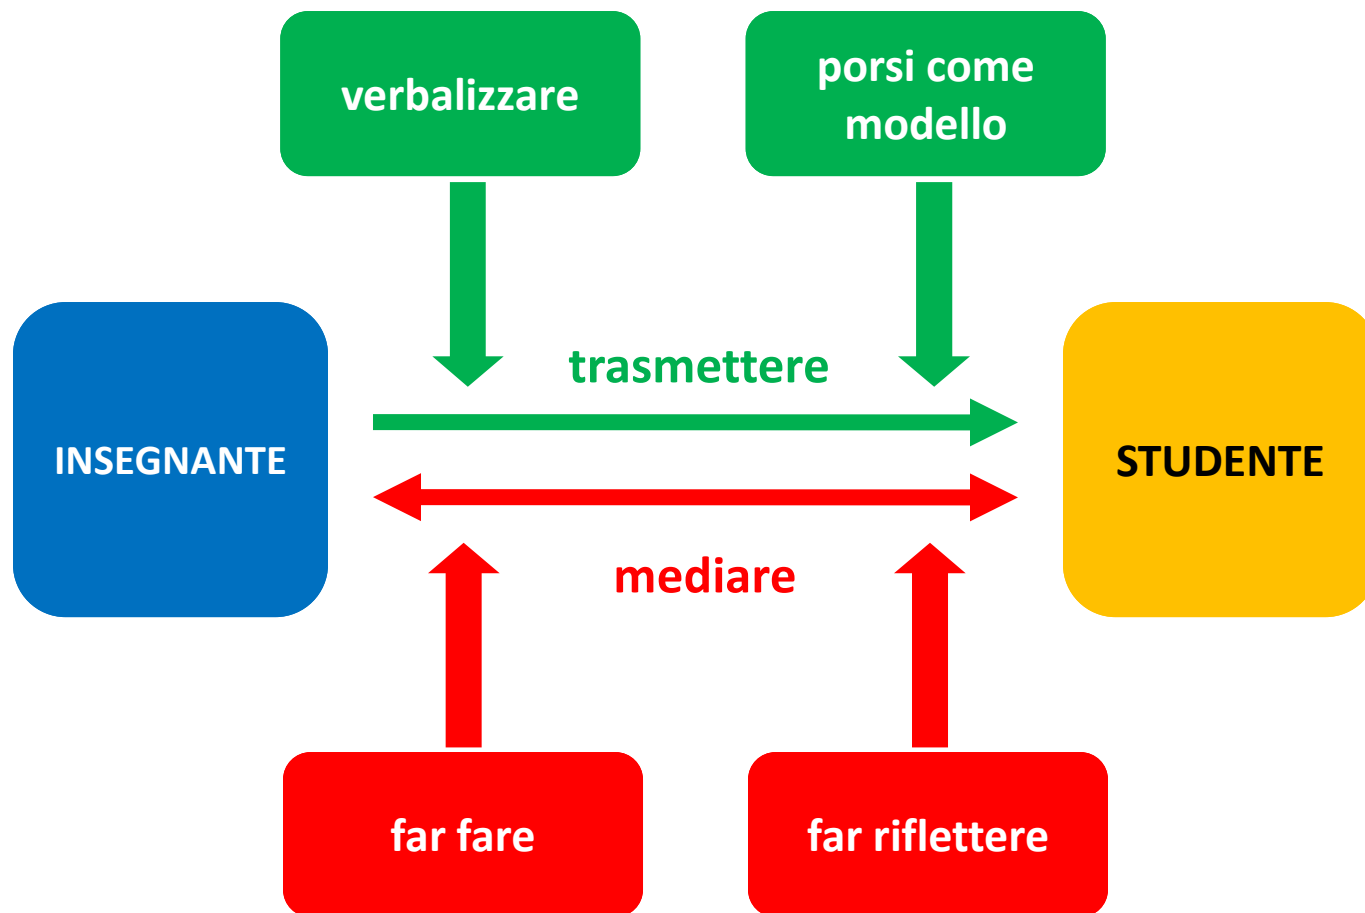 verbalizzare
porsi come
modello
trasmettere
INSEGNANTE
STUDENTE
mediare
far fare
far riflettere